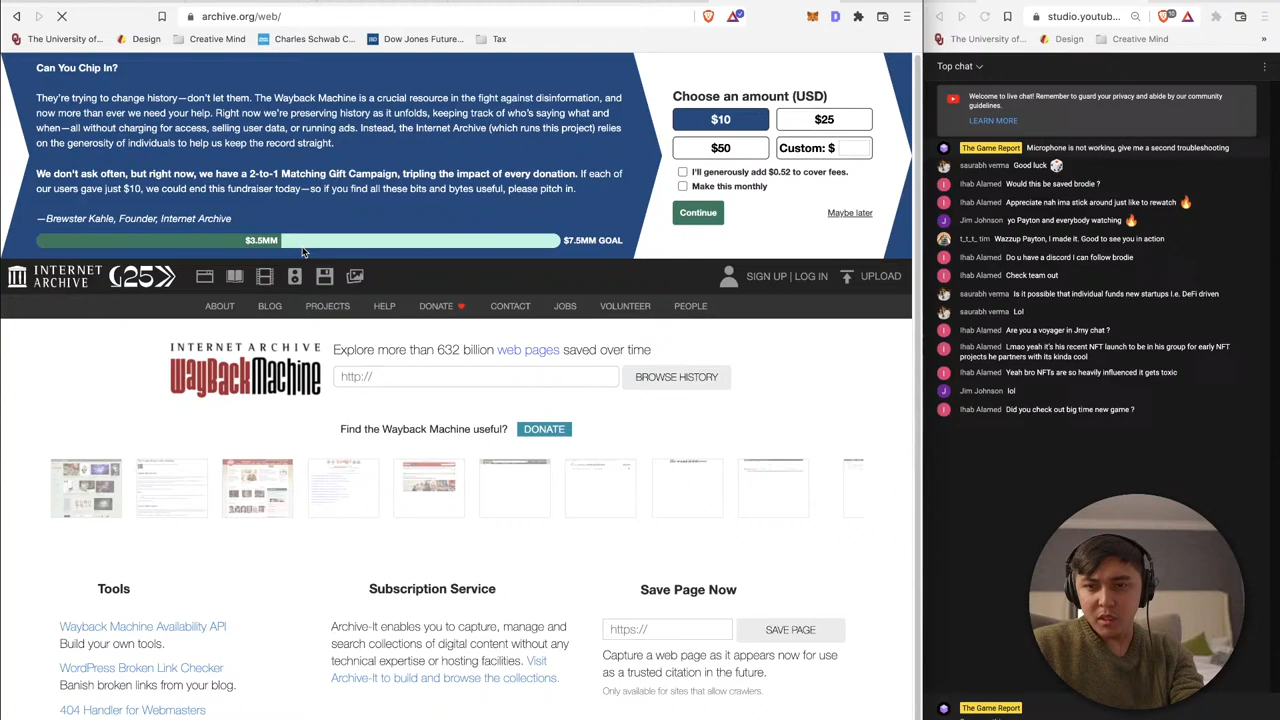 archive.org/web/
The University of...
Design
Creative Mind
Charles Schwab C...
Dow Jones Future...
Tax
Can You Chip In?
They're trying to change history—don't let them. The Wayback Machine is a crucial resource in the fight against disinformation, and
now more than ever we need your help. Right now we're preserving history as it unfolds, keeping track of who's saying what and
when—all without charging for access, selling user data, or running ads. Instead, the Internet Archive (which runs this project) relies
on the generosity of individuals to help us keep the record straight.
We don't ask often, but right now, we have a 2-to-1 Matching Gift Campaign, tripling the impact of every donation. If each of
our users gave just $10, we could end this fundraiser today—so if you find all these bits and bytes useful, please pitch in.
—Brewster Kahle, Founder, Internet Archive
$3.5MM
$7.5MM GOAL
Choose an amount (USD)
$10
$25
$50
Custom: $
I'll generously add $0.52 to cover fees.
Make this monthly
Continue
Maybe later
INTERNET
ARCHIVE
25
SIGN UP | LOG IN
UPLOAD
ABOUT
BLOG
PROJECTS
HELP
DONATE
CONTACT
JOBS
VOLUNTEER
PEOPLE
INTERNET ARCHIVE
WayBackMachine
Explore more than 632 billion web pages saved over time
http://
BROWSE HISTORY
Find the Wayback Machine useful?
DONATE
Tools
Wayback Machine Availability API
Build your own tools.
WordPress Broken Link Checker
Banish broken links from your blog.
404 Handler for Webmasters
Subscription Service
Archive-It enables you to capture, manage and
search collections of digital content without any
technical expertise or hosting facilities. Visit
Archive-It to build and browse the collections.
Save Page Now
https://
SAVE PAGE
Capture a web page as it appears now for use
as a trusted citation in the future.
Only available for sites that allow crawlers.
studio.youtub...
10
The University of...
Design
Creative Mind
»
Top chat
Welcome to live chat! Remember to guard your privacy and abide by our community
guidelines.
LEARN MORE
The Game Report Microphone is not working, give me a second troubleshooting
saurabh verma Good luck
Ihab Alamed Would this be saved brodie ?
Ihab Alamed Appreciate nah ima stick around just like to rewatch
Jim Johnson yo Payton and everybody watching
t_t_t_ tim Wazzup Payton, I made it. Good to see you in action
Ihab Alamed Do u have a discord I can follow brodie
Ihab Alamed Check team out
saurabh verma Is it possible that individual funds new startups I.e. DeFi driven
saurabh verma Lol
Ihab Alamed Are you a voyager in Jrny chat ?
Ihab Alamed Lmao yeah it's his recent NFT launch to be in his group for early NFT
projects he partners with its kinda cool
Ihab Alamed Yeah bro NFTs are so heavily influenced it gets toxic
Jim Johnson lol
Ihab Alamed Did you check out big time new game ?
The Game Report